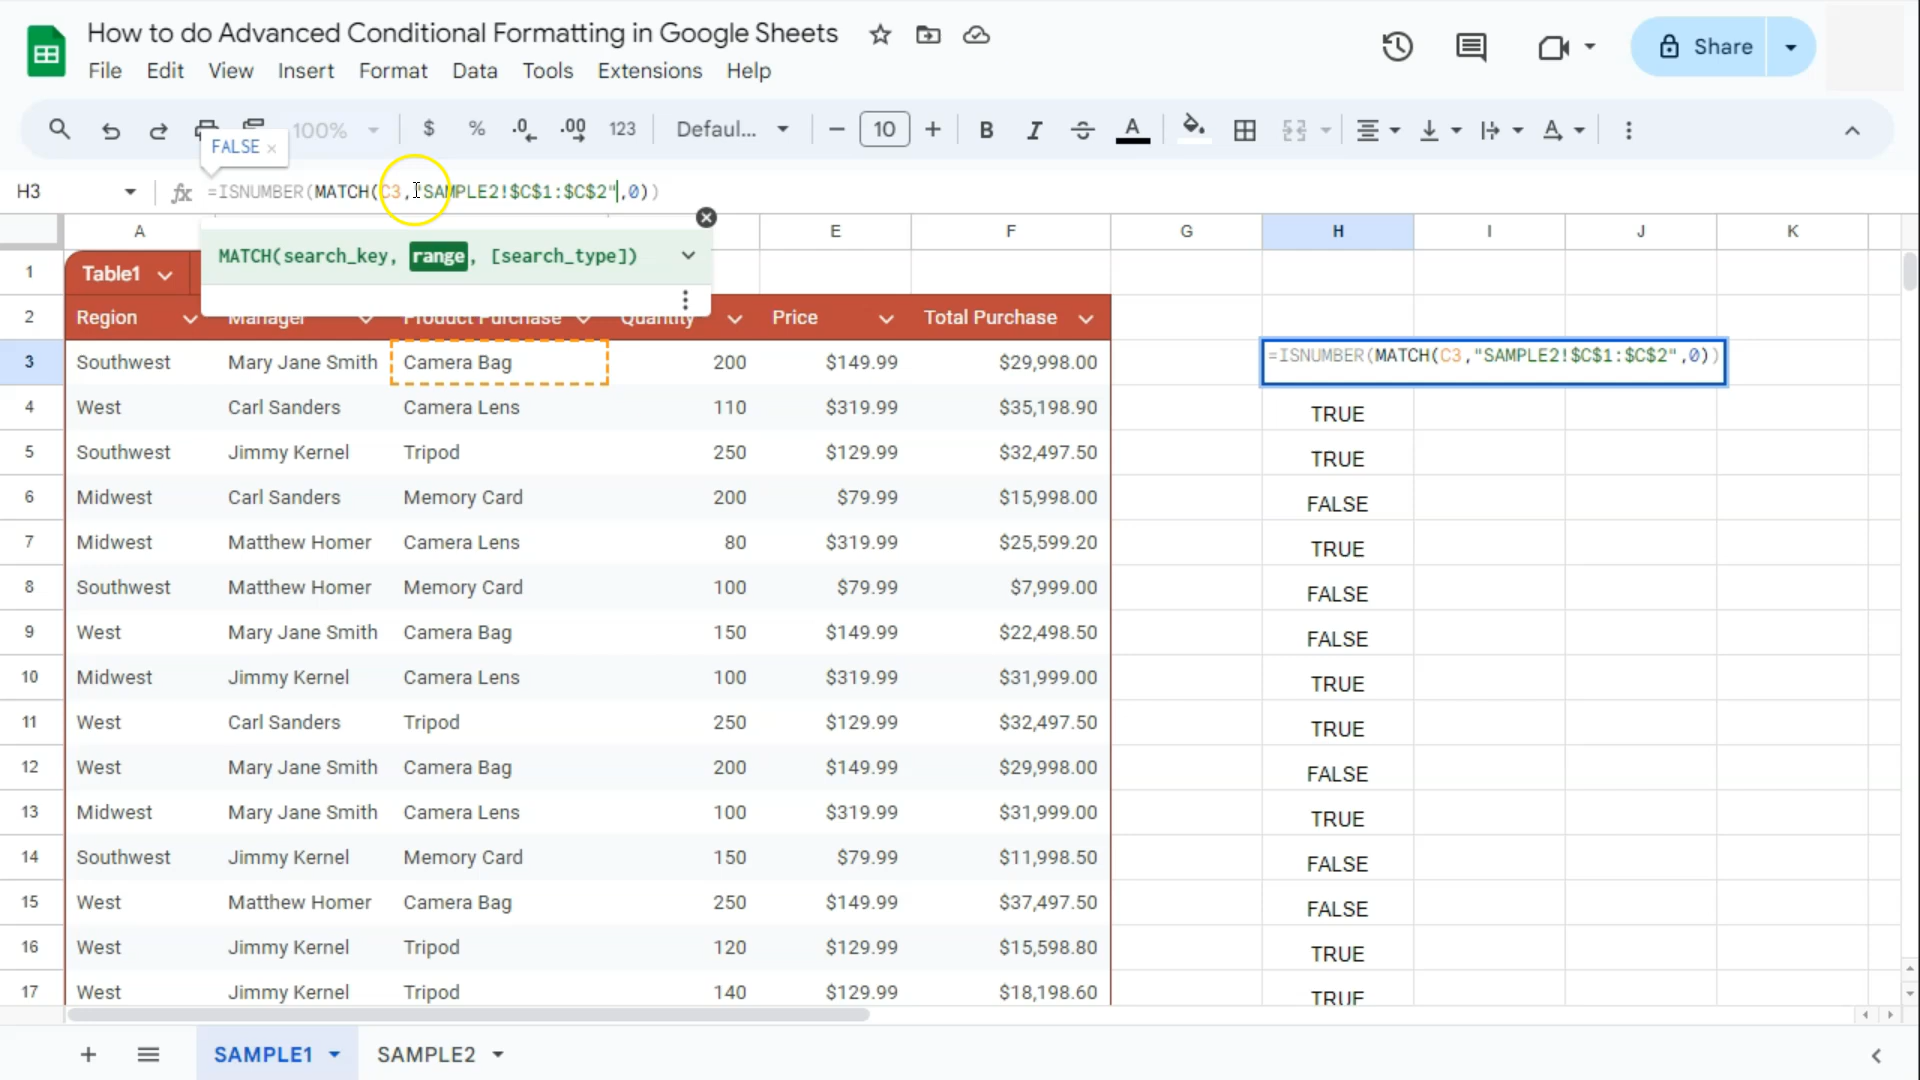 How to do Advanced Conditional Formatting in Google Sheets
File Edit View Insert Format Data Tools Extensions Help
Share
100% $ % .0 .00 123 Defaul... − 10 + B I S A
FALSE ×
H3 fx =ISNUMBER(MATCH(C3,"SAMPLE2!$C$1:$C$2",0))
A E F G H I J K
MATCH(search_key, range, [search_type])
1 Table1
2 Region Manager Product Purchase Quantity Price Total Purchase
3 Southwest Mary Jane Smith Camera Bag 200 $149.99 $29,998.00 =ISNUMBER(MATCH(C3,"SAMPLE2!$C$1:$C$2",0))
4 West Carl Sanders Camera Lens 110 $319.99 $35,198.90 TRUE
5 Southwest Jimmy Kernel Tripod 250 $129.99 $32,497.50 TRUE
6 Midwest Carl Sanders Memory Card 200 $79.99 $15,998.00 FALSE
7 Midwest Matthew Homer Camera Lens 80 $319.99 $25,599.20 TRUE
8 Southwest Matthew Homer Memory Card 100 $79.99 $7,999.00 FALSE
9 West Mary Jane Smith Camera Bag 150 $149.99 $22,498.50 FALSE
10 Midwest Jimmy Kernel Camera Lens 100 $319.99 $31,999.00 TRUE
11 West Carl Sanders Tripod 250 $129.99 $32,497.50 TRUE
12 West Mary Jane Smith Camera Bag 200 $149.99 $29,998.00 FALSE
13 Midwest Mary Jane Smith Camera Lens 100 $319.99 $31,999.00 TRUE
14 Southwest Jimmy Kernel Memory Card 150 $79.99 $11,998.50 FALSE
15 West Matthew Homer Camera Bag 250 $149.99 $37,497.50 FALSE
16 West Jimmy Kernel Tripod 120 $129.99 $15,598.80 TRUE
17 West Jimmy Kernel Tripod 140 $129.99 $18,198.60 TRUE
+ SAMPLE1 SAMPLE2